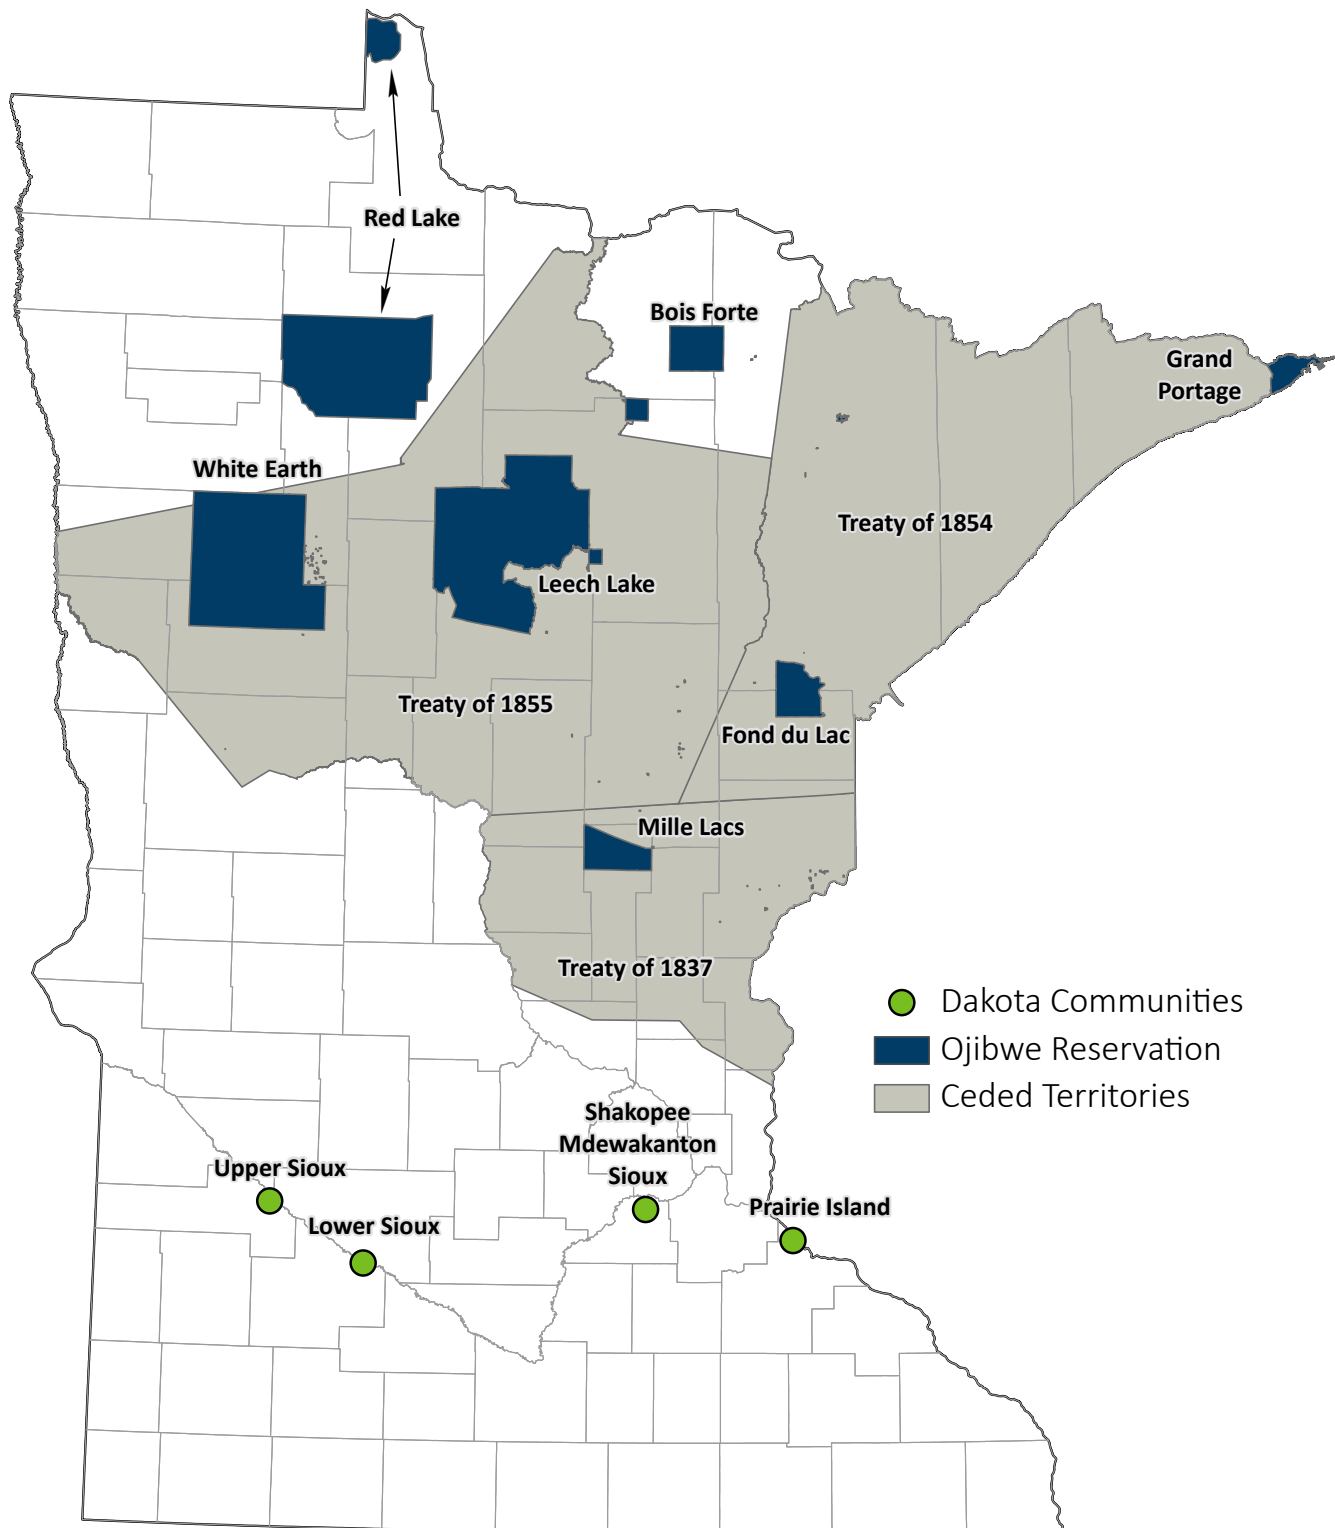 Red Lake
Bois Forte
Grand
Portage
White Earth
Treaty of 1854
Leech Lake
Treaty of 1855
Fond du Lac
Mille Lacs
Treaty of 1837
Dakota Communities
Ojibwe Reservation
Ceded Territories
Shakopee
Mdewakanton
Sioux
Upper Sioux
Prairie Island
Lower Sioux